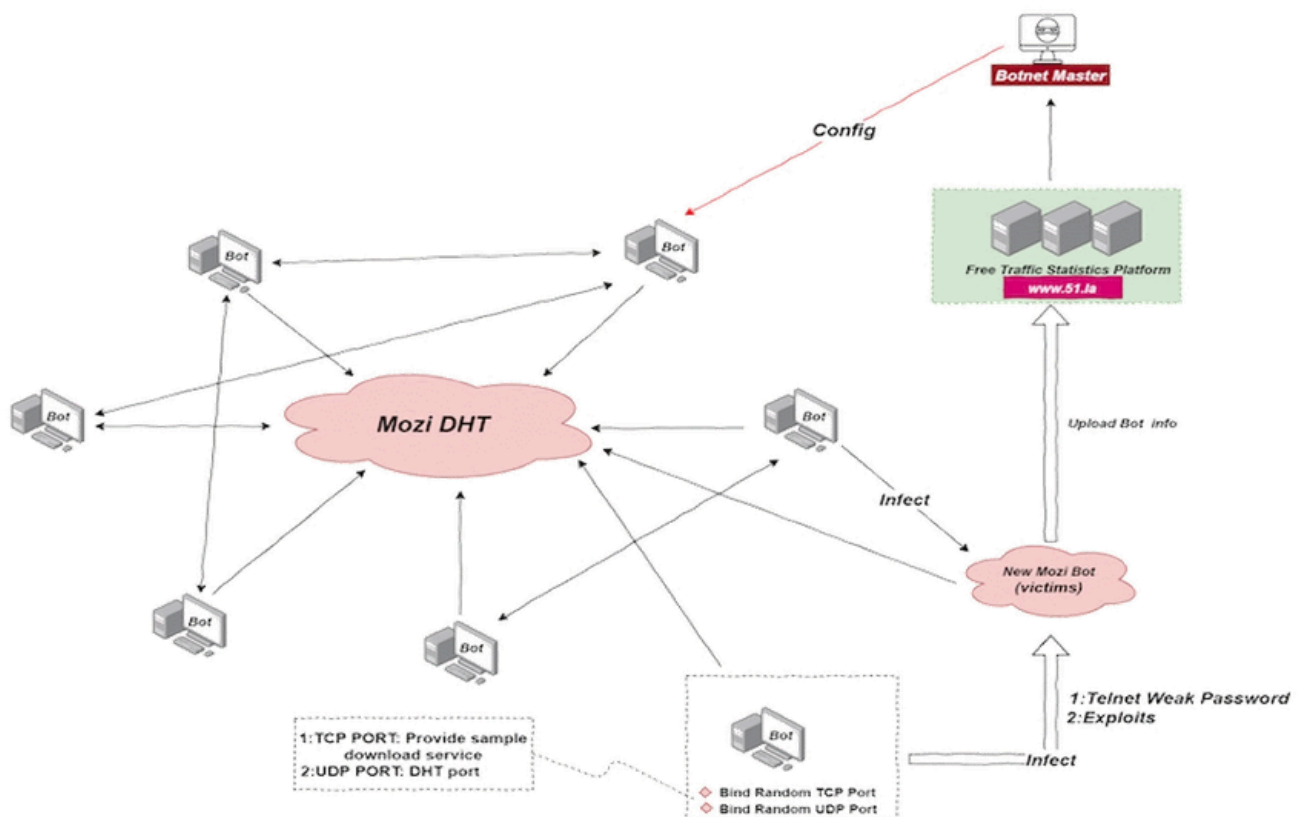 Botnet Master
Config
Free Traffic Statistics Platform
www.51.la
Bot
Bot
Bot
Mozi DHT
Bot
Upload Bot info
Infect
New Mozi Bot
(victims)
Bot
Bot
1:Telnet Weak Password
2:Exploits
Infect
Bot
1:TCP PORT: Provide sample
download service
2:UDP PORT: DHT port
Bind Random TCP Port
Bind Random UDP Port